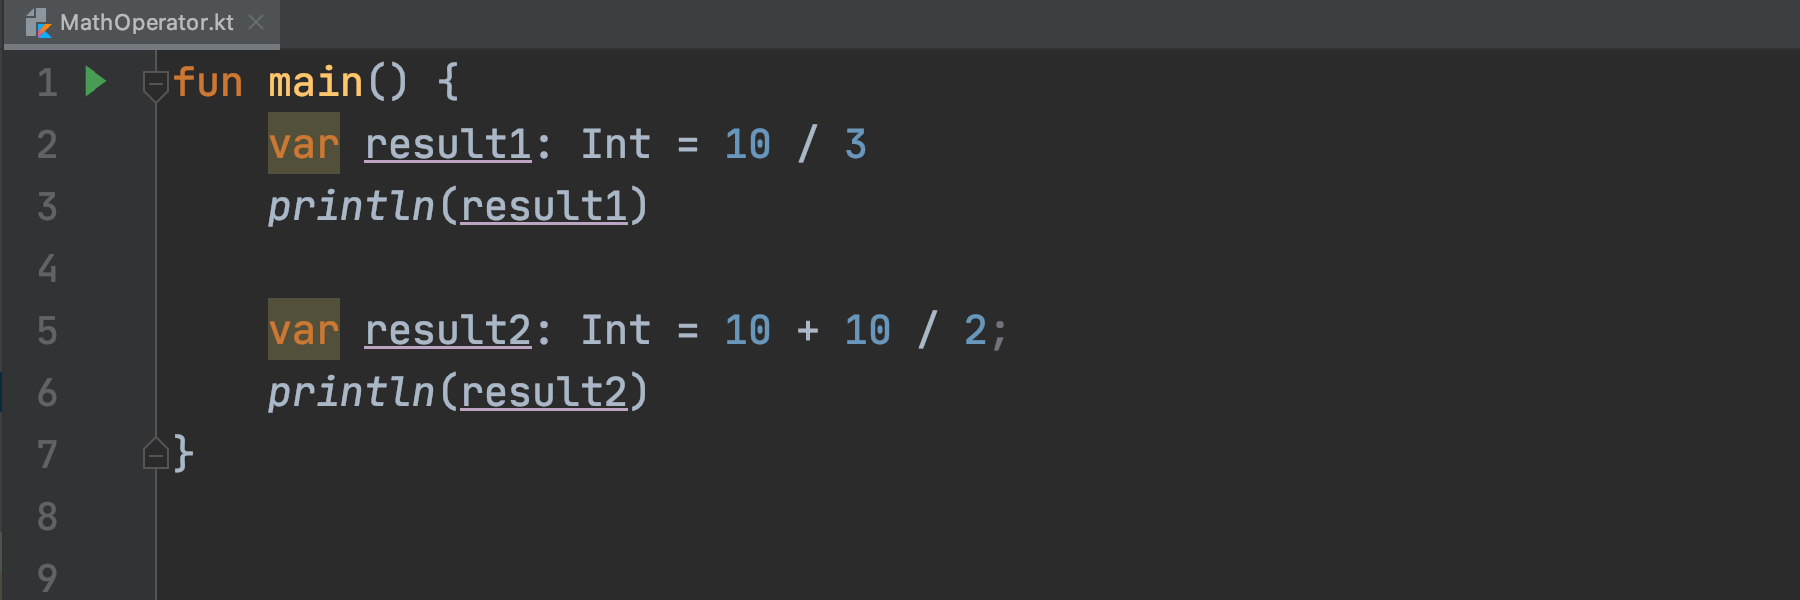 MathOperator.kt
1 fun main() {
2 var result1: Int = 10 / 3
3 println(result1)
4
5 var result2: Int = 10 + 10 / 2;
6 println(result2)
7 }
8
9